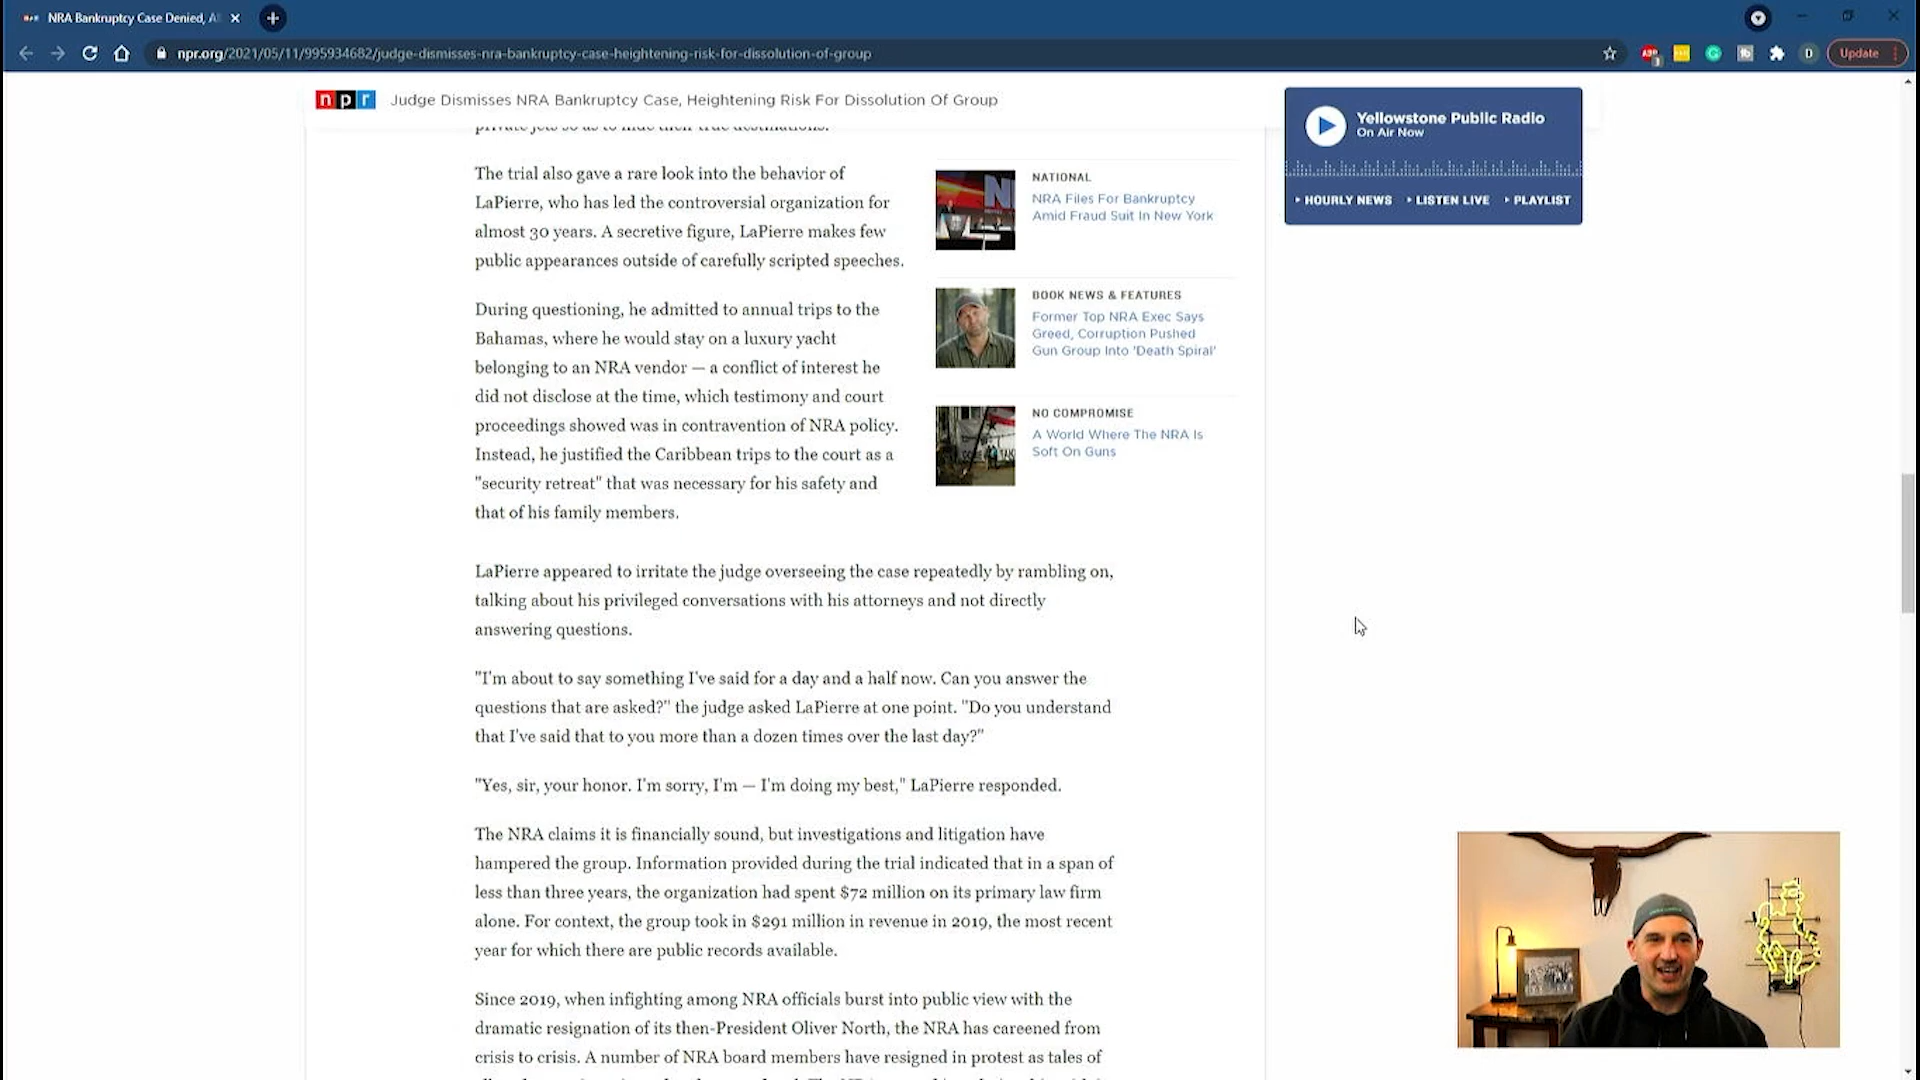 NRA Bankruptcy Case Denied, A
npr.org/2021/05/11/995934682/judge-dismisses-nra-bankruptcy-case-heightening-risk-for-dissolution-of-group
ABP
3
D
Update
npr
Judge Dismisses NRA Bankruptcy Case, Heightening Risk For Dissolution Of Group
private jets so as to hide their true destinations.
The trial also gave a rare look into the behavior of
LaPierre, who has led the controversial organization for
almost 30 years. A secretive figure, LaPierre makes few
public appearances outside of carefully scripted speeches.
During questioning, he admitted to annual trips to the
Bahamas, where he would stay on a luxury yacht
belonging to an NRA vendor — a conflict of interest he
did not disclose at the time, which testimony and court
proceedings showed was in contravention of NRA policy.
Instead, he justified the Caribbean trips to the court as a
"security retreat" that was necessary for his safety and
that of his family members.
NATIONAL
NRA Files For Bankruptcy
Amid Fraud Suit In New York
BOOK NEWS & FEATURES
Former Top NRA Exec Says
Greed, Corruption Pushed
Gun Group Into 'Death Spiral'
NO COMPROMISE
A World Where The NRA Is
Soft On Guns
Yellowstone Public Radio
On Air Now
HOURLY NEWS
LISTEN LIVE
PLAYLIST
LaPierre appeared to irritate the judge overseeing the case repeatedly by rambling on,
talking about his privileged conversations with his attorneys and not directly
answering questions.
"I'm about to say something I've said for a day and a half now. Can you answer the
questions that are asked?" the judge asked LaPierre at one point. "Do you understand
that I've said that to you more than a dozen times over the last day?"
"Yes, sir, your honor. I'm sorry, I'm — I'm doing my best," LaPierre responded.
The NRA claims it is financially sound, but investigations and litigation have
hampered the group. Information provided during the trial indicated that in a span of
less than three years, the organization had spent $72 million on its primary law firm
alone. For context, the group took in $291 million in revenue in 2019, the most recent
year for which there are public records available.
Since 2019, when infighting among NRA officials burst into public view with the
dramatic resignation of its then-President Oliver North, the NRA has careened from
crisis to crisis. A number of NRA board members have resigned in protest as tales of